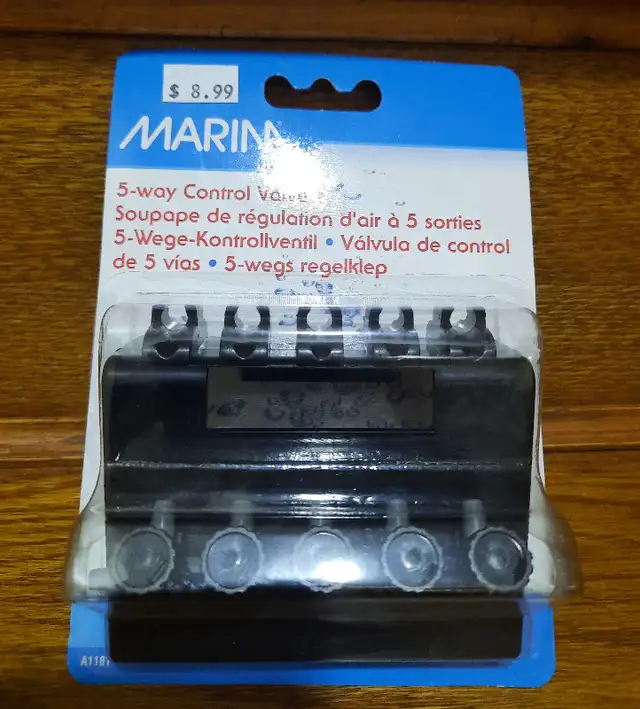 $ 8.99
MARIN
5-way Control Valve
Soupape de régulation d'air à 5 sorties
5-Wege-Kontrollventil • Válvula de control
de 5 vías • 5-wegs regelklep